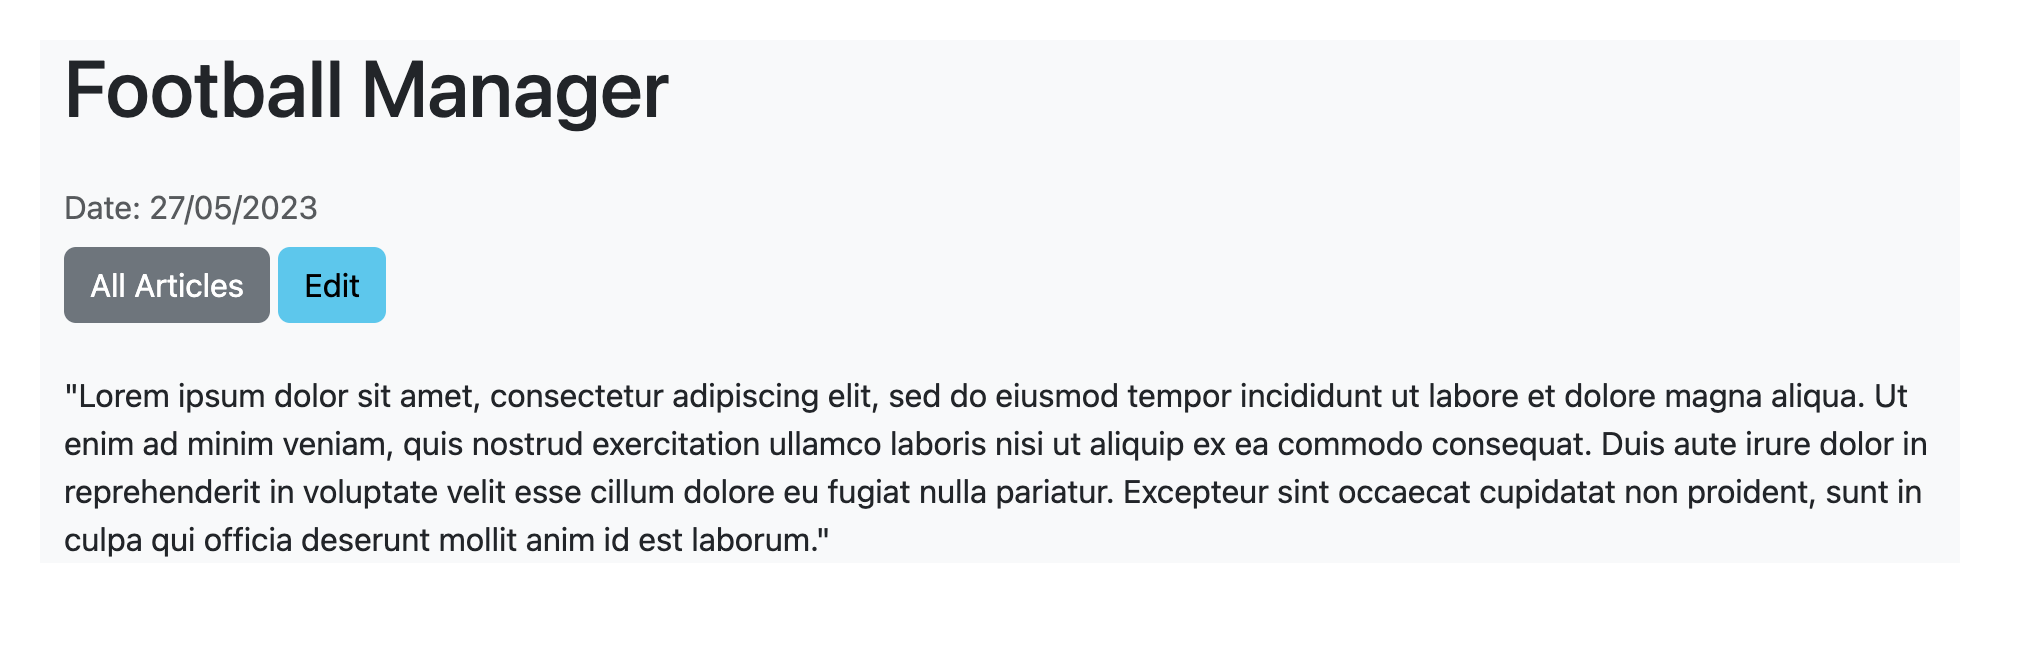 Football Manager
Date: 27/05/2023
All Articles Edit
"Lorem ipsum dolor sit amet, consectetur adipiscing elit, sed do eiusmod tempor incididunt ut labore et dolore magna aliqua. Ut
enim ad minim veniam, quis nostrud exercitation ullamco laboris nisi ut aliquip ex ea commodo consequat. Duis aute irure dolor in
reprehenderit in voluptate velit esse cillum dolore eu fugiat nulla pariatur. Excepteur sint occaecat cupidatat non proident, sunt in
culpa qui officia deserunt mollit anim id est laborum."